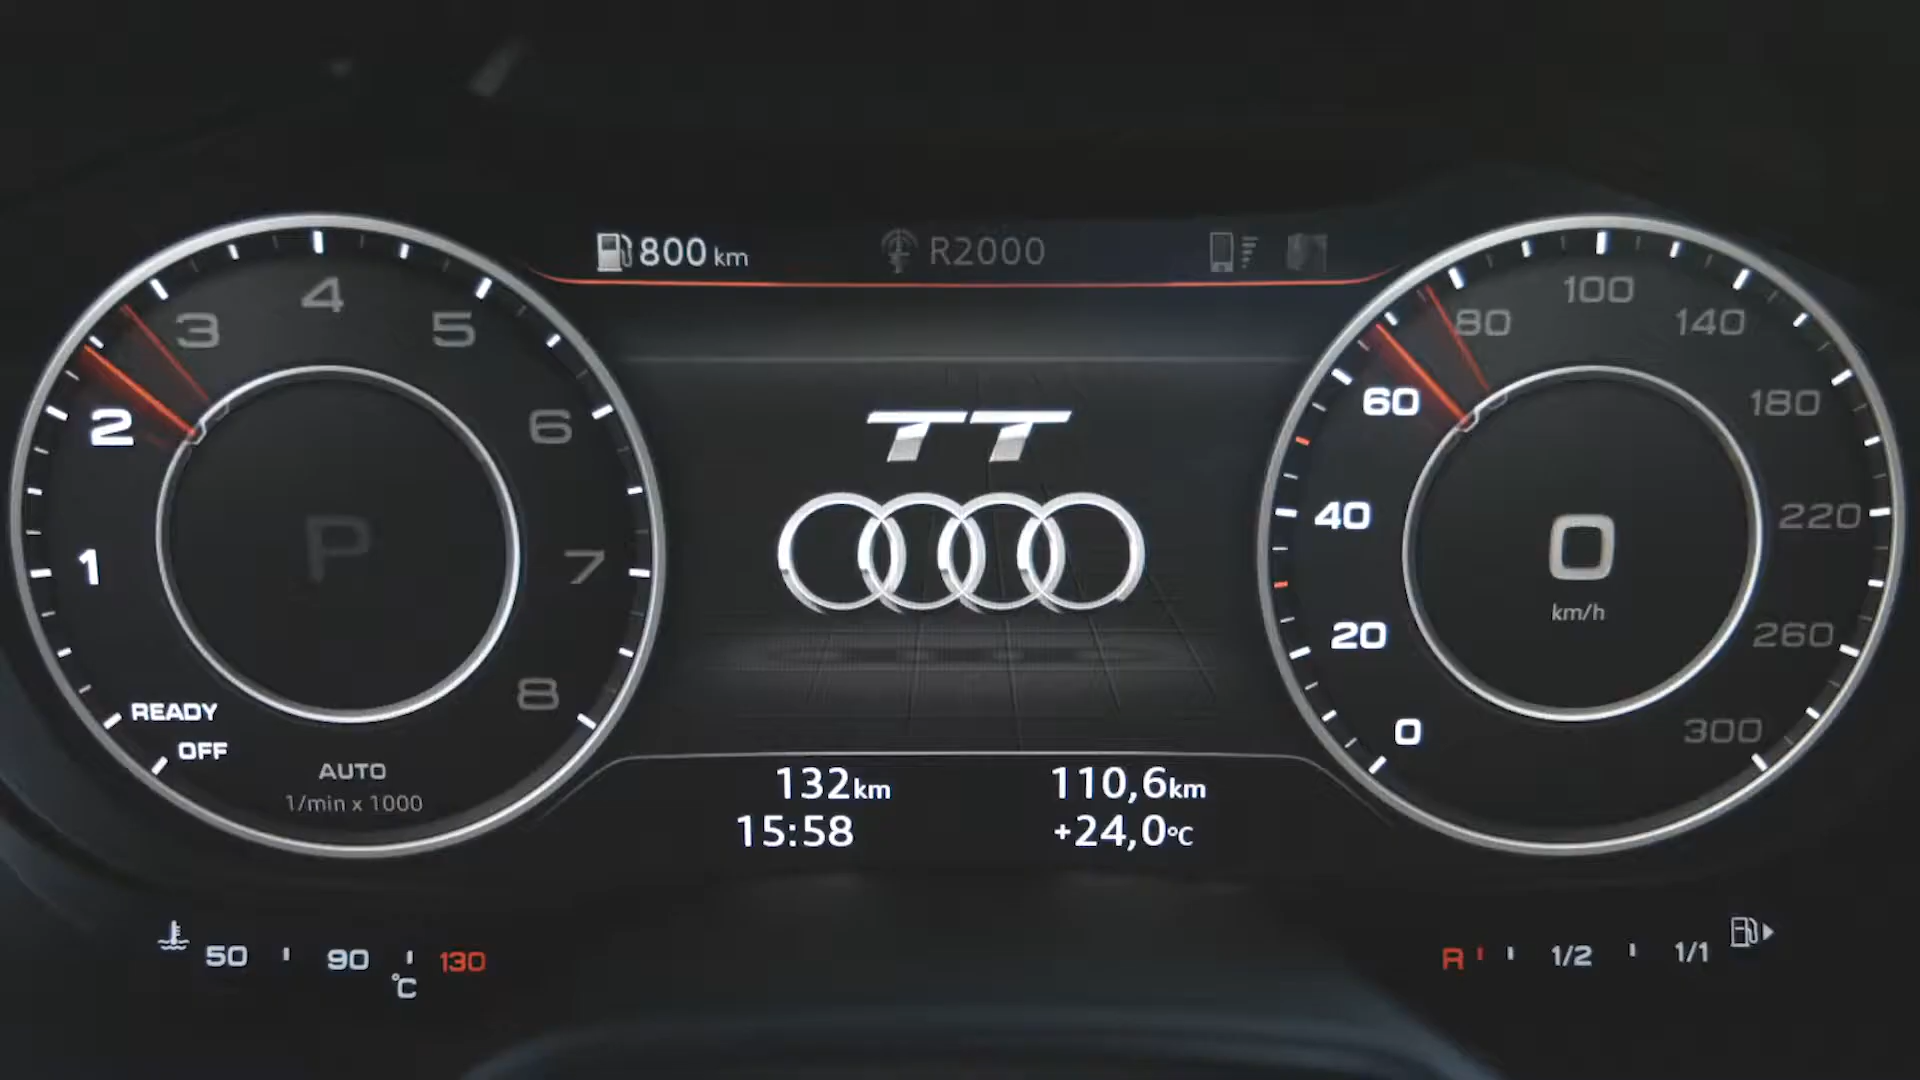 800 km
R2000
TT
1
2
3
4
5
6
7
8
P
READY
OFF
AUTO
1/min x 1000
0
20
40
60
80
100
140
180
220
260
300
0
km/h
132km
110,6km
15:58
+24,0°C
50
90
130
°C
R
1/2
1/1